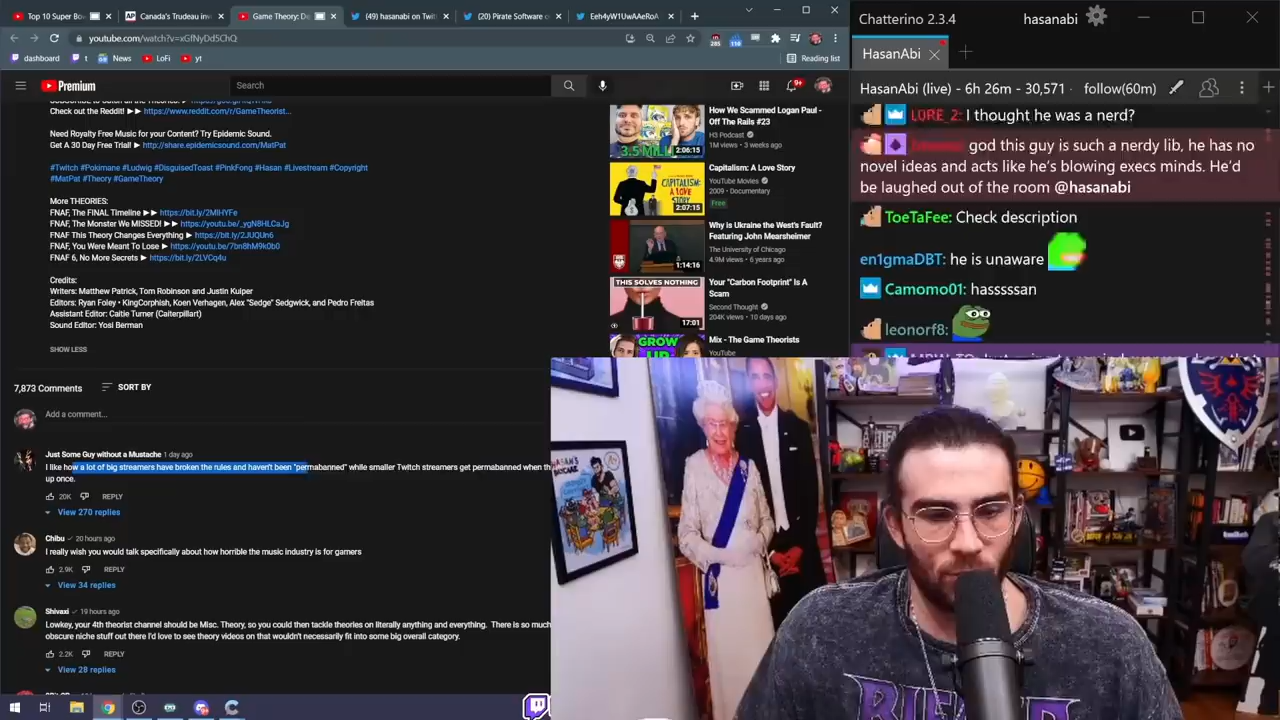 Top 10 Super Bow
Canada's Trudeau in
Game Theory: D
(49) hasanabi on Twit
(20) Pirate Software o
Eeh4yW1UwAAeRoA
youtube.com/watch?v=xGfNyDd5ChQ
dashboard
t
News
LoFi
yt
Reading list
Premium
Search
9+
Check out the Reddit! ►► https://www.reddit.com/r/GameTheorist...
Need Royalty Free Music for your Content? Try Epidemic Sound.
Get A 30 Day Free Trial! ► http://share.epidemicsound.com/MatPat
#Twitch #Pokimane #Ludwig #DisguisedToast #PinkFong #Hasan #Livestream #Copyright
#MatPat #Theory #GameTheory
More THEORIES:
FNAF, The FINAL Timeline ►► https://bit.ly/2MlHYFe
FNAF, The Monster We MISSED! ►► https://youtu.be/_ygN8HLCaJg
FNAF This Theory Changes Everything ► https://bit.ly/2JUQUn6
FNAF, You Were Meant To Lose ► https://youtu.be/7bn8hM9k0b0
FNAF 6, No More Secrets ► https://bit.ly/2LVCq4u
Credits:
Writers: Matthew Patrick, Tom Robinson and Justin Kuiper
Editors: Ryan Foley • KingCorphish, Koen Verhagen, Alex "Sedge" Sedgwick, and Pedro Freitas
Assistant Editor: Caitie Turner (Caiterpillart)
Sound Editor: Yosi Berman
SHOW LESS
7,873 Comments
SORT BY
Add a comment...
Just Some Guy without a Mustache 1 day ago
I like how a lot of big streamers have broken the rules and haven't been "permabanned" while smaller Twitch streamers get permabanned when th
up once.
20K
REPLY
View 270 replies
Chibu 20 hours ago
I really wish you would talk specifically about how horrible the music industry is for gamers
2.9K
REPLY
View 34 replies
Shivaxi 19 hours ago
Lowkey, your 4th theorist channel should be Misc. Theory, so you could then tackle theories on literally anything and everything. There is so much
obscure niche stuff out there I'd love to see theory videos on that wouldn't necessarily fit into some big overall category.
2.2K
REPLY
View 28 replies
How We Scammed Logan Paul -
Off The Rails #23
H3 Podcast
1M views • 3 weeks ago
3.5 MILL
2:06:15
Capitalism: A Love
Story
YouTube Movies
2009 • Documentary
Free
CAPITALISM:
A LOVE
STORY
2:07:15
Why is Ukraine the West's Fault?
Featuring John Mearsheimer
The University of Chicago
4.9M views • 6 years ago
1:14:16
Your "Carbon Footprint" Is A
Scam
Second Thought
204K views • 10 days ago
THIS SOLVES NOTHING
17:01
Mix - The Game Theorists
YouTube
GROW
Chatterino 2.3.4
hasanabi
HasanAbi
HasanAbi (live) - 6h 26m - 30,571 · follow(60m)
LORE_2: I thought he was a nerd?
god this guy is such a nerdy lib, he has no
novel ideas and acts like he's blowing execs minds. He'd
be laughed out of the room @hasanabi
ToeTaFee: Check description
en1gmaDBT: he is unaware
Camomo01: hasssssan
leonorf8: